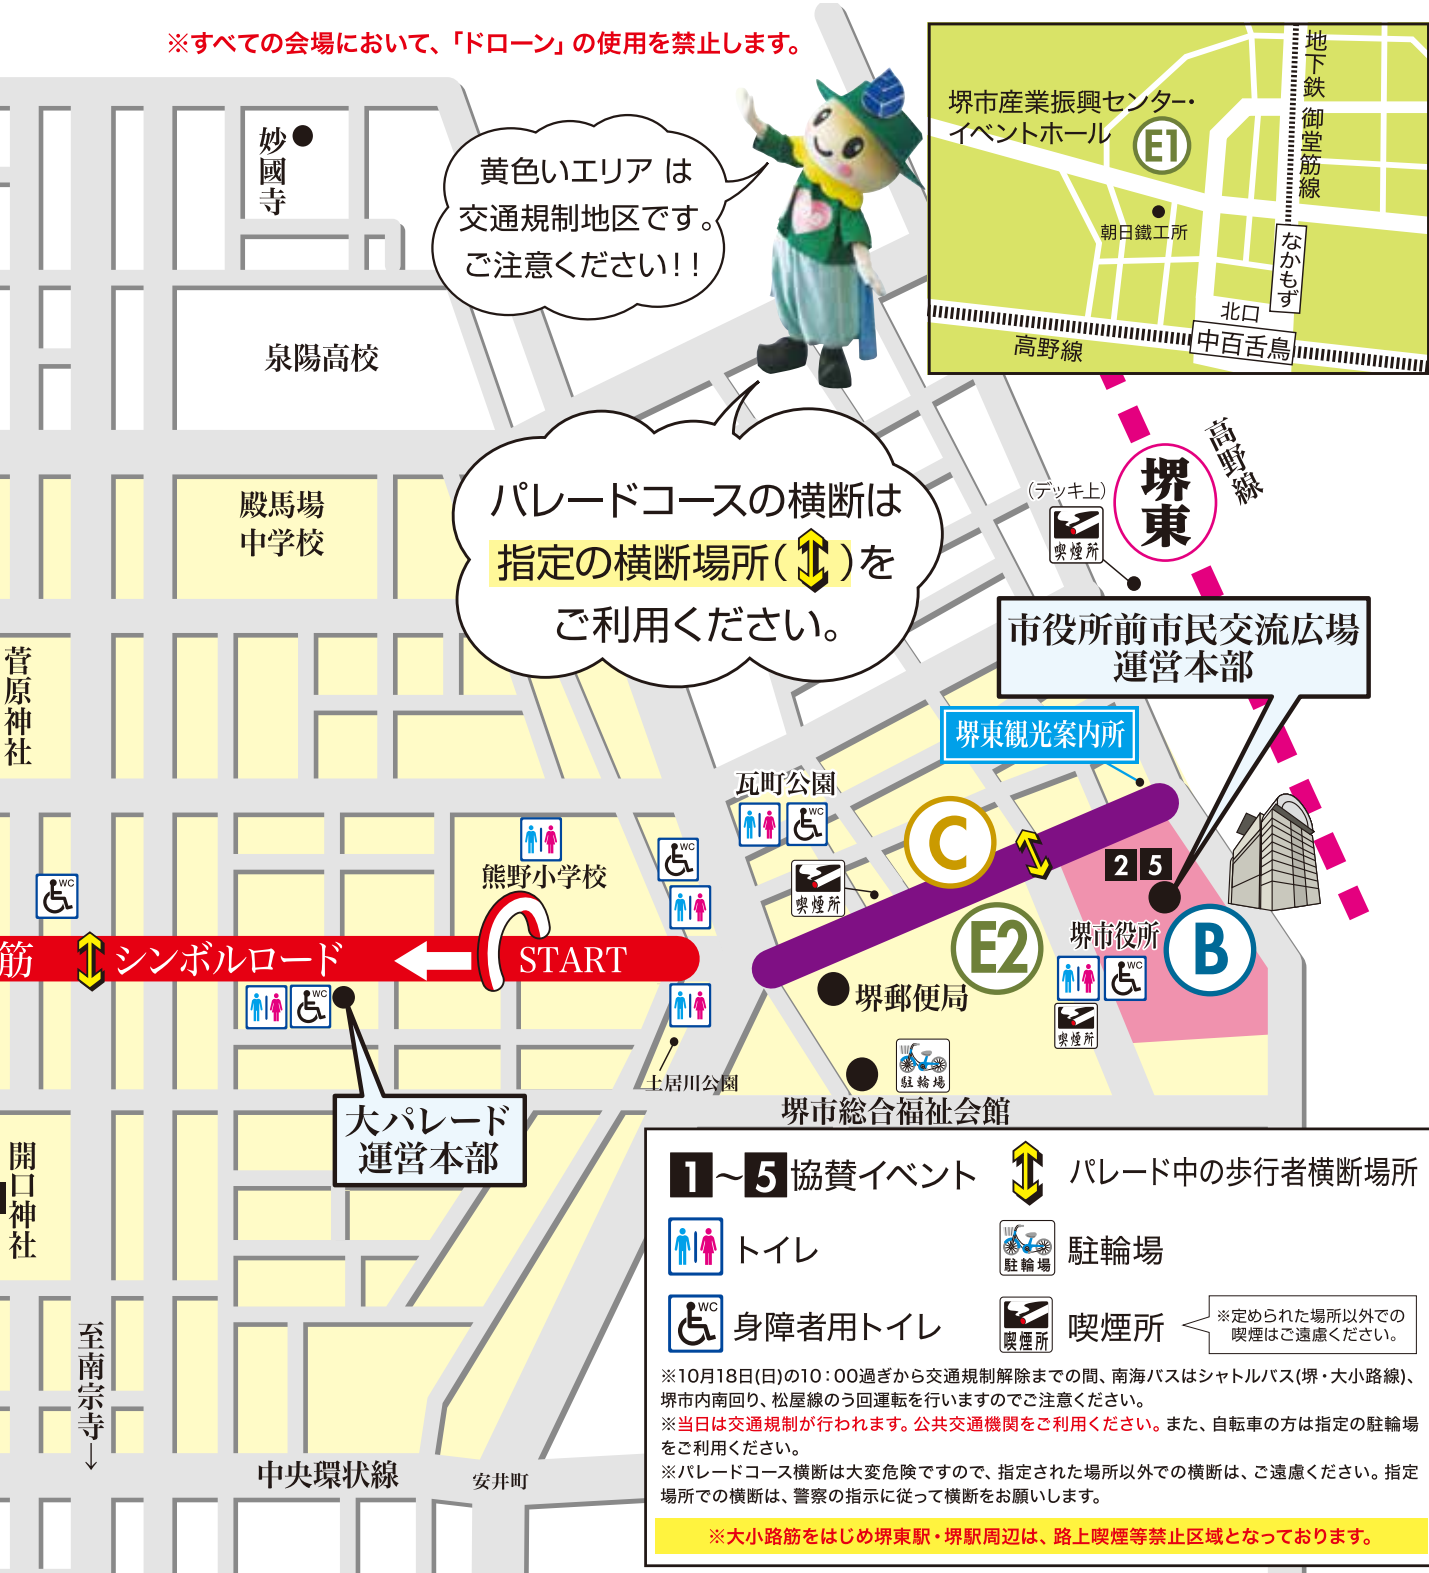 ※すべての会場において、「ドローン」の使用を禁止します。
堺市産業振興センター・
イベントホール
E1
地下鉄 御堂筋線
朝日鐵工所
なかもず
北口
中百舌鳥
高野線
妙國寺
黄色いエリア は
交通規制地区です。
ご注意ください！！
泉陽高校
パレードコースの横断は
指定の横断場所( )を
ご利用ください。
殿馬場
中学校
高野線
堺東
(デッキ上)
喫煙所
市役所前市民交流広場
運営本部
菅原神社
堺東観光案内所
瓦町公園
WC
C
2 5
喫煙所
熊野小学校
WC
WC
筋
シンボルロード
START
E2
堺市役所
B
WC
喫煙所
WC
堺郵便局
土居川公園
駐輪場
堺市総合福祉会館
大パレード
運営本部
開口神社
至南宗寺→
中央環状線
安井町
1～5協賛イベント
パレード中の歩行者横断場所
トイレ
駐輪場
駐輪場
WC
身障者用トイレ
喫煙所
喫煙所
※定められた場所以外での
喫煙はご遠慮ください。
※10月18日(日)の10：00過ぎから交通規制解除までの間、南海バスはシャトルバス(堺・大小路線)、
堺市内南回り、松屋線のう回運転を行いますのでご注意ください。
※当日は交通規制が行われます。公共交通機関をご利用ください。また、自転車の方は指定の駐輪場
をご利用ください。
※パレードコース横断は大変危険ですので、指定された場所以外での横断は、ご遠慮ください。指定
場所での横断は、警察の指示に従って横断をお願いします。
※大小路筋をはじめ堺東駅・堺駅周辺は、路上喫煙等禁止区域となっております。